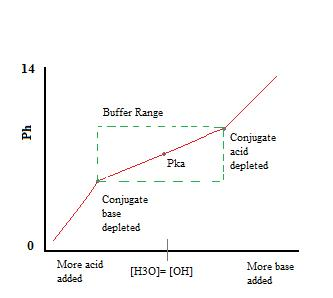 14
Buffer Range
Ph
Pka
Conjugate
acid
depleted
Conjugate
base
depleted
0
More acid
added
[H3O]= [OH]
More base
added